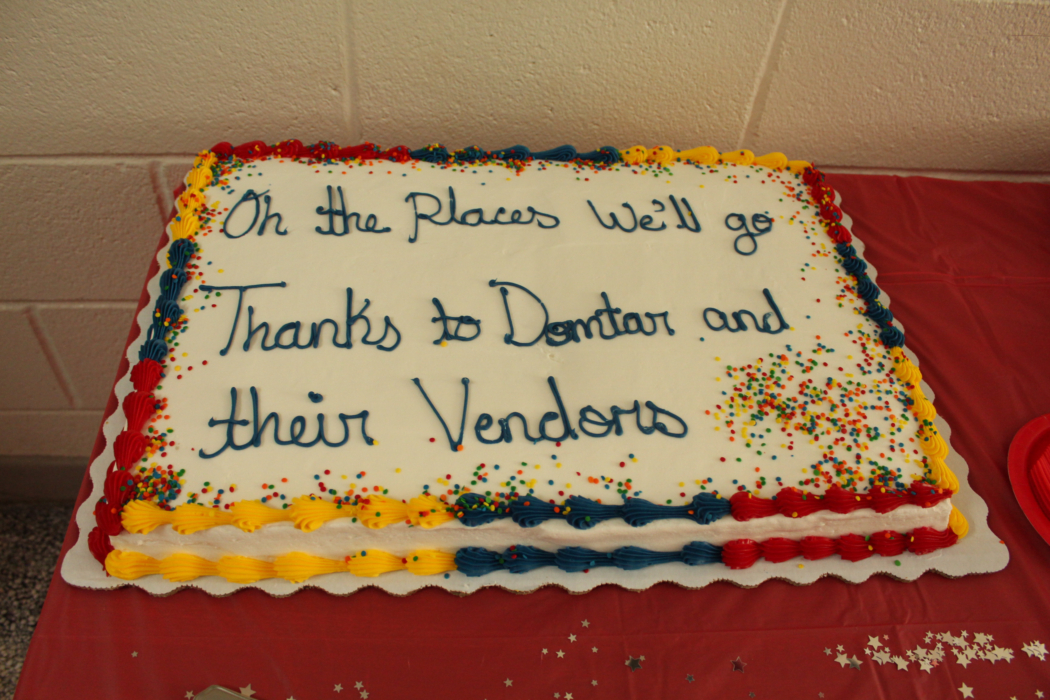 Oh the Places We'll go
Thanks to Domtar and
their Vendors